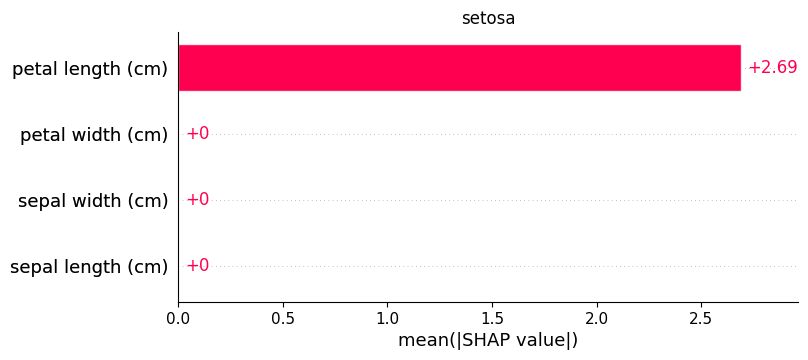 setosa
petal length (cm)
+2.69
petal width (cm)
+0
sepal width (cm)
+0
sepal length (cm)
+0
0.0 0.5 1.0 1.5 2.0 2.5
mean(|SHAP value|)